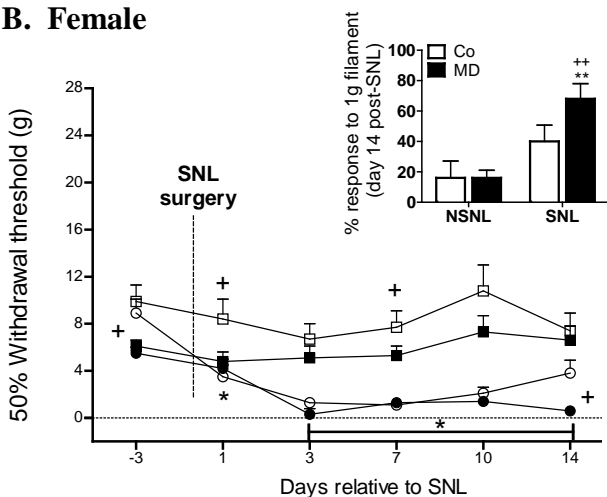 B. Female
50% Withdrawal threshold (g)
28
24
20
16
12
8
4
0
SNL
surgery
+
+
+
*
+
*
-3
1
3
7
10
14
Days relative to SNL
% response to 1g filament
(day 14 post-SNL)
100
80
60
40
20
0
Co
MD
++
**
NSNL
SNL